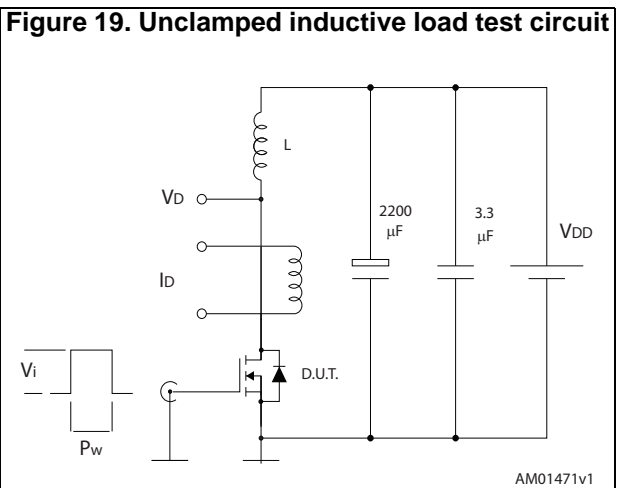 Figure 19. Unclamped inductive load test circuit
L
VD
2200
μF
3.3
μF
VDD
ID
Vi
D.U.T.
Pw
AM01471v1